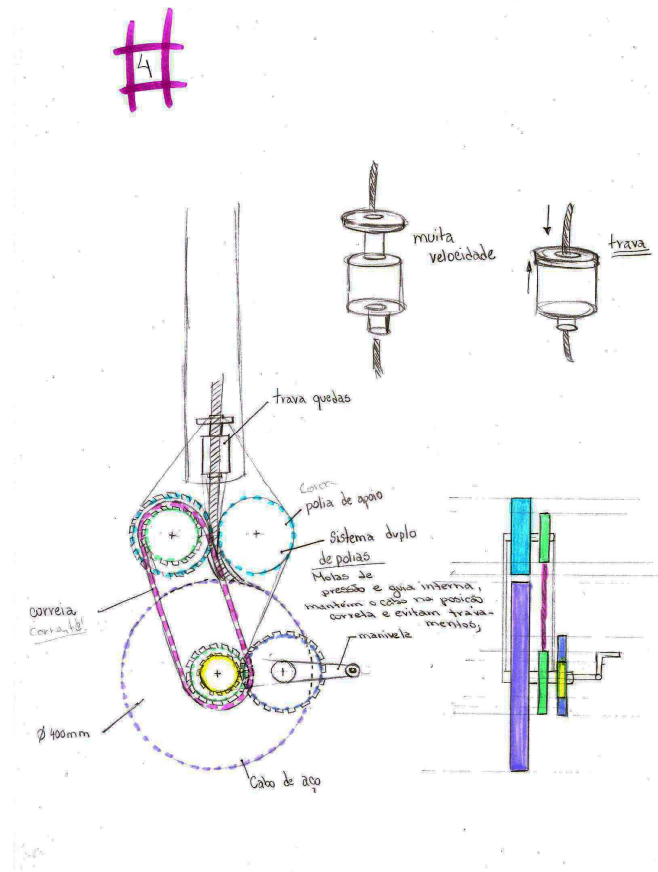 4
muita
velocidade
trava
trava quedas
polia de apoio
Sistema duplo
de polias
Molas de
pressão e guia interna,
mantém o cabo na posição
correta e evitam trava-
mentos,
correia
manivela
Ø 400mm
Cabo de aço